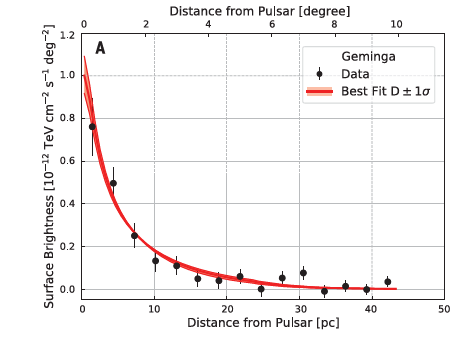 Distance from Pulsar [degree]
0 2 4 6 8 10
A
Geminga
Data
Best Fit D ± 1σ
Surface Brightness [10⁻¹² TeV cm⁻² s⁻¹ deg⁻²]
1.2
1.0
0.8
0.6
0.4
0.2
0.0
0 10 20 30 40 50
Distance from Pulsar [pc]